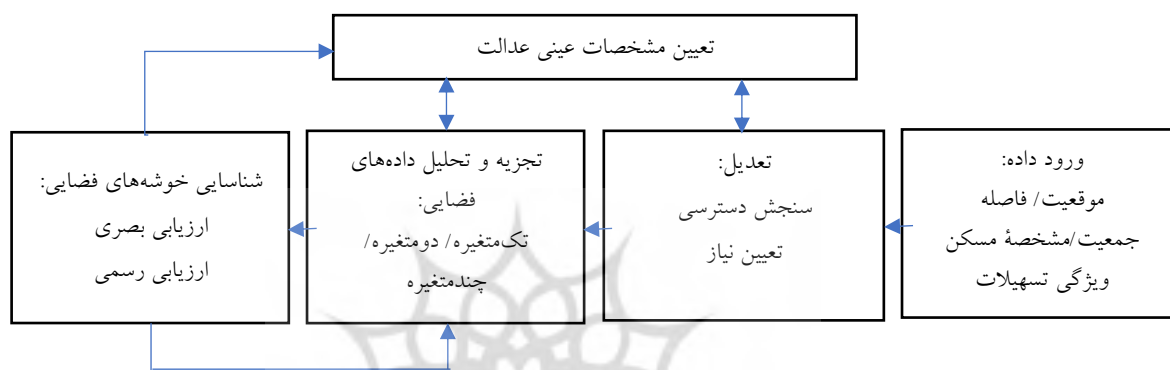 تعیین مشخصات عینی عدالت
ورود داده:
موقعیت/ فاصله
جمعیت/مشخصۀ مسکن
ویژگی تسهیلات
تعدیل:
سنجش دسترسی
تعیین نیاز
تجزیه و تحلیل داده‌های
فضایی:
تک‌متغیره/ دومتغیره/
چندمتغیره
شناسایی خوشه‌های فضایی:
ارزیابی بصری
ارزیابی رسمی